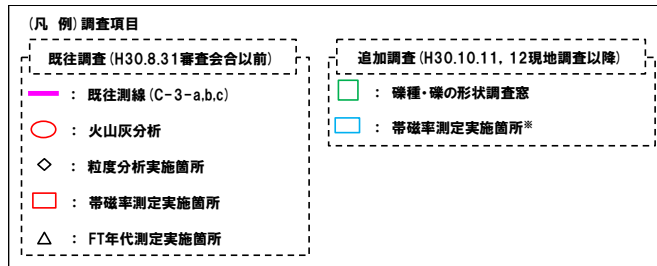 (凡 例)調査項目
既往調査(H30.8.31審査会合以前)
： 既往測線(C-3-a,b,c)
： 火山灰分析
： 粒度分析実施箇所
： 帯磁率測定実施箇所
： FT年代測定実施箇所
追加調査(H30.10.11, 12現地調査以降)
： 礫種・礫の形状調査窓
： 帯磁率測定実施箇所※